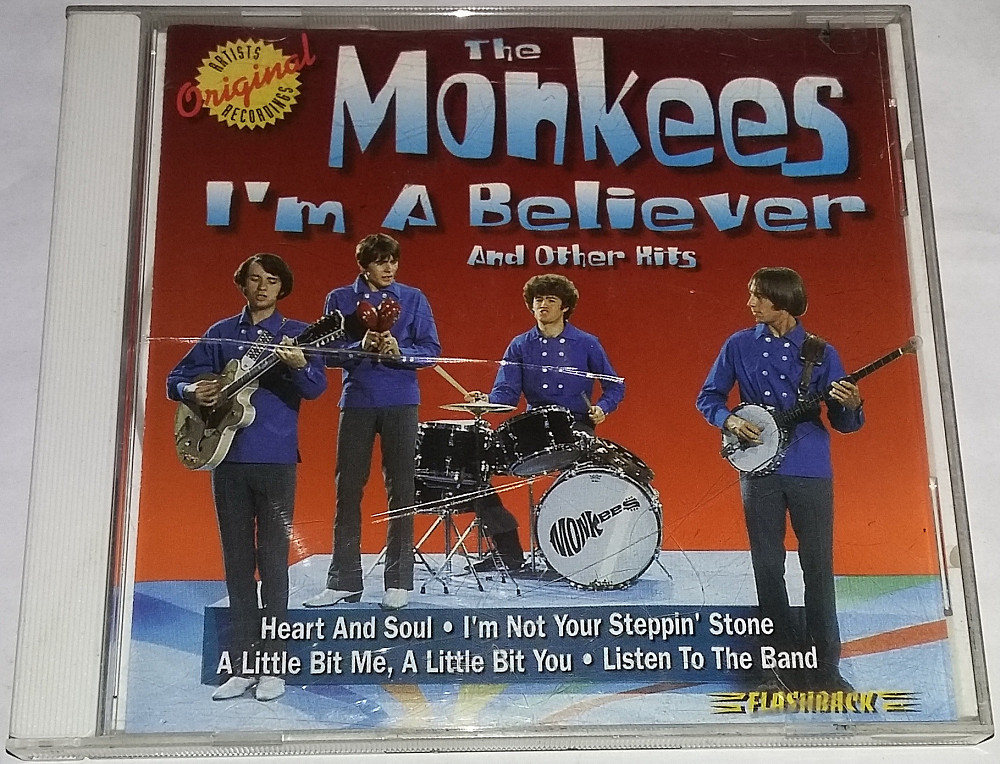 ARTISTS
Original
RECORDINGS
The
Monkees
I'm A Believer
And Other Hits
MONKEES
Heart And Soul • I'm Not Your Steppin' Stone
A Little Bit Me, A Little Bit You • Listen To The Band
FLASHBACK